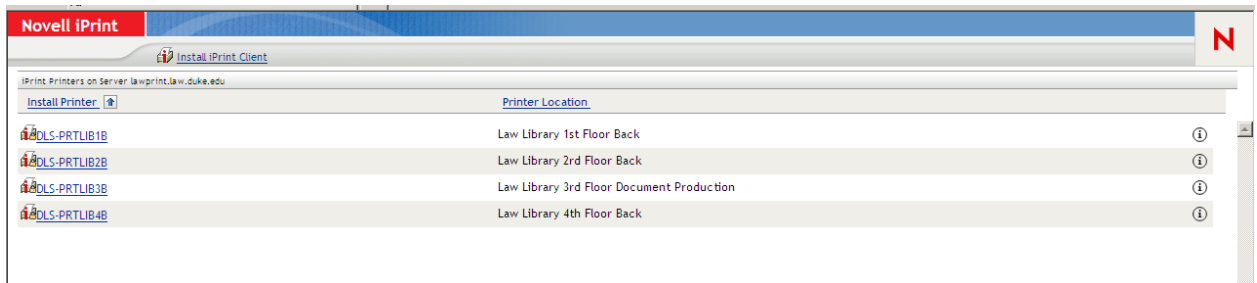 Novell iPrint
N
Install iPrint Client
iPrint Printers on Server lawprint.law.duke.edu
Install Printer Printer Location
DLS-PRTLIB1B Law Library 1st Floor Back
DLS-PRTLIB2B Law Library 2rd Floor Back
DLS-PRTLIB3B Law Library 3rd Floor Document Production
DLS-PRTLIB4B Law Library 4th Floor Back